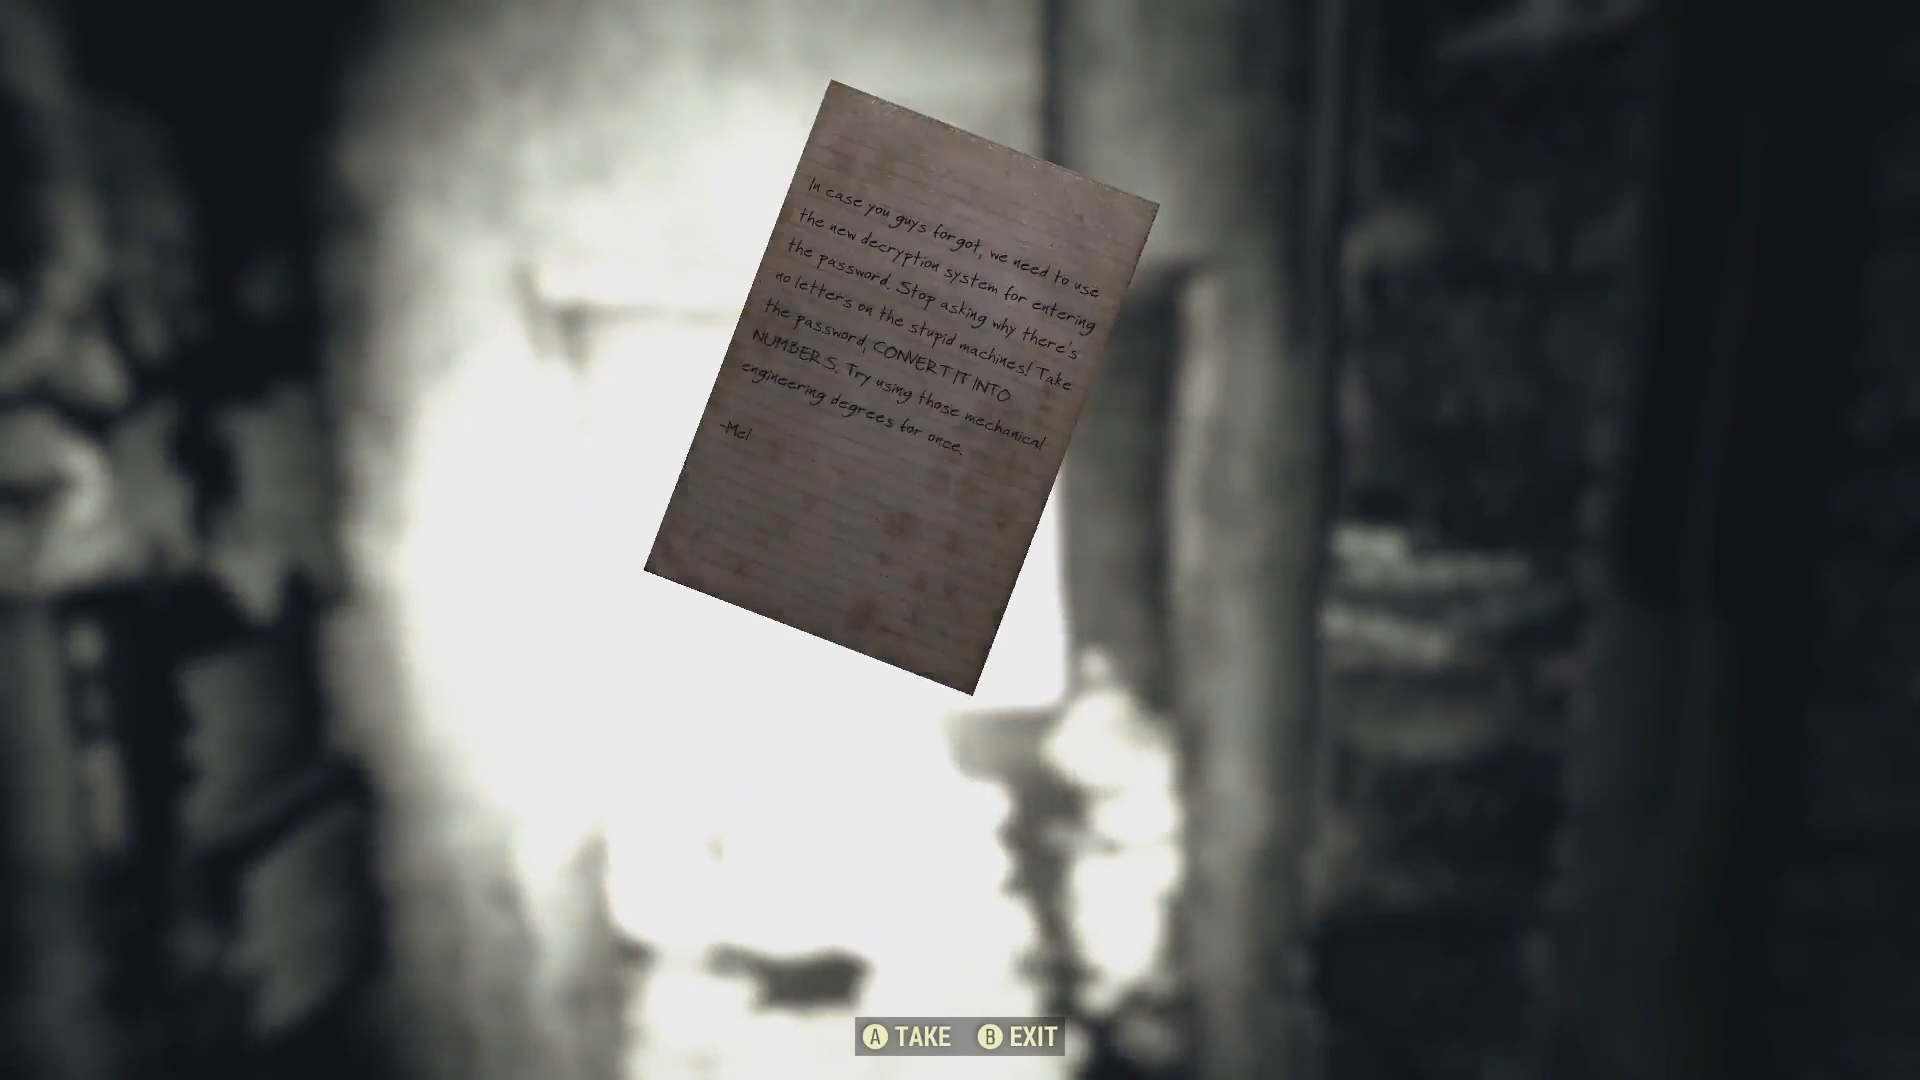 In case you guys forgot, we need to use
the new decryption system for entering
the password. Stop asking why there's
no letters on the stupid machines! Take
the password, CONVERT IT INTO
NUMBERS. Try using those mechanical
engineering degrees for once.
-Mel
A TAKE B EXIT